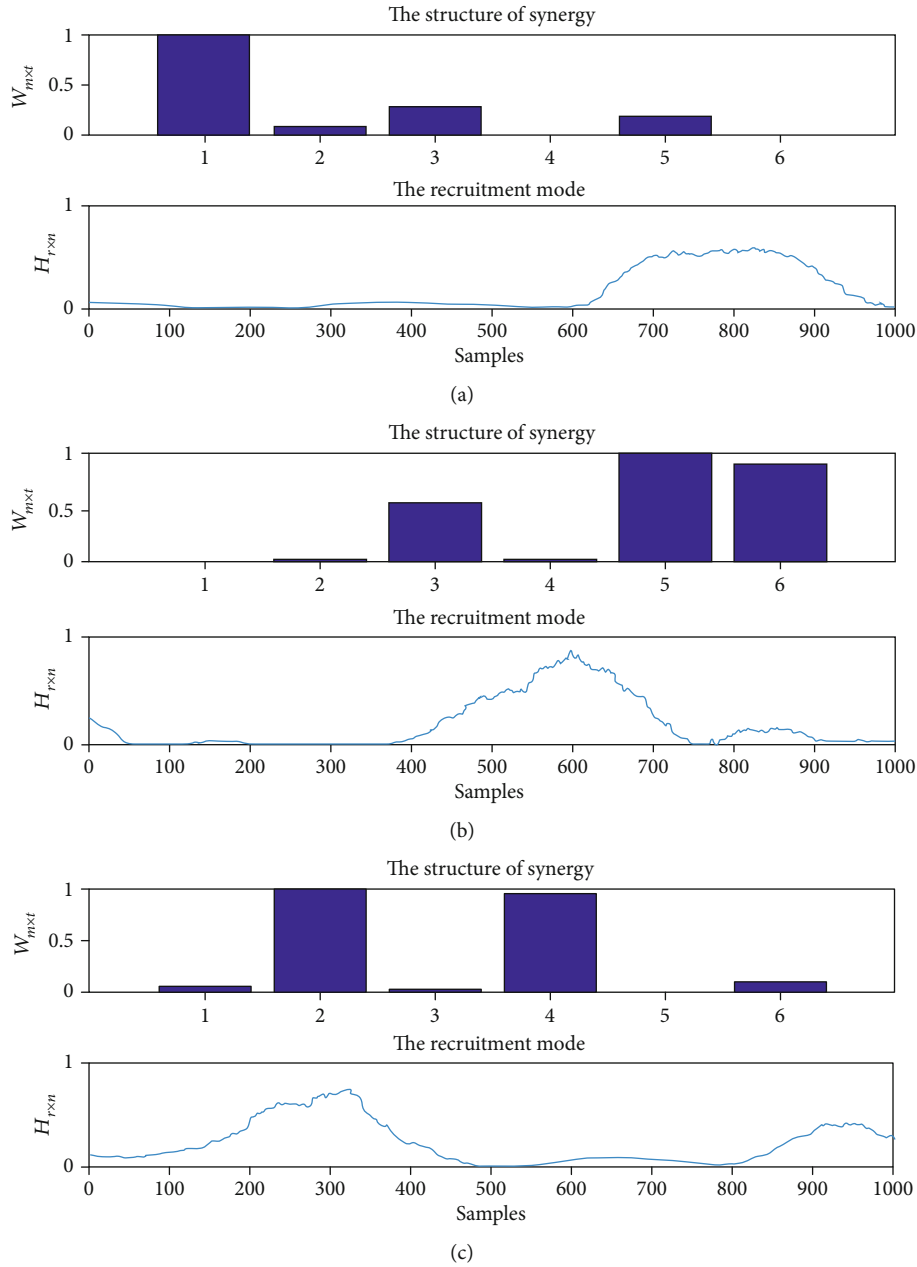 The structure of synergy
1
0.5
0
W_{m×t}
1 2 3 4 5 6
The recruitment mode
1
0
H_{r×n}
0 100 200 300 400 500 600 700 800 900 1000
Samples
(a)
The structure of synergy
1
0.5
0
W_{m×t}
1 2 3 4 5 6
The recruitment mode
1
0
H_{r×n}
0 100 200 300 400 500 600 700 800 900 1000
Samples
(b)
The structure of synergy
1
0.5
0
W_{m×t}
1 2 3 4 5 6
The recruitment mode
1
0
H_{r×n}
0 100 200 300 400 500 600 700 800 900 1000
Samples
(c)